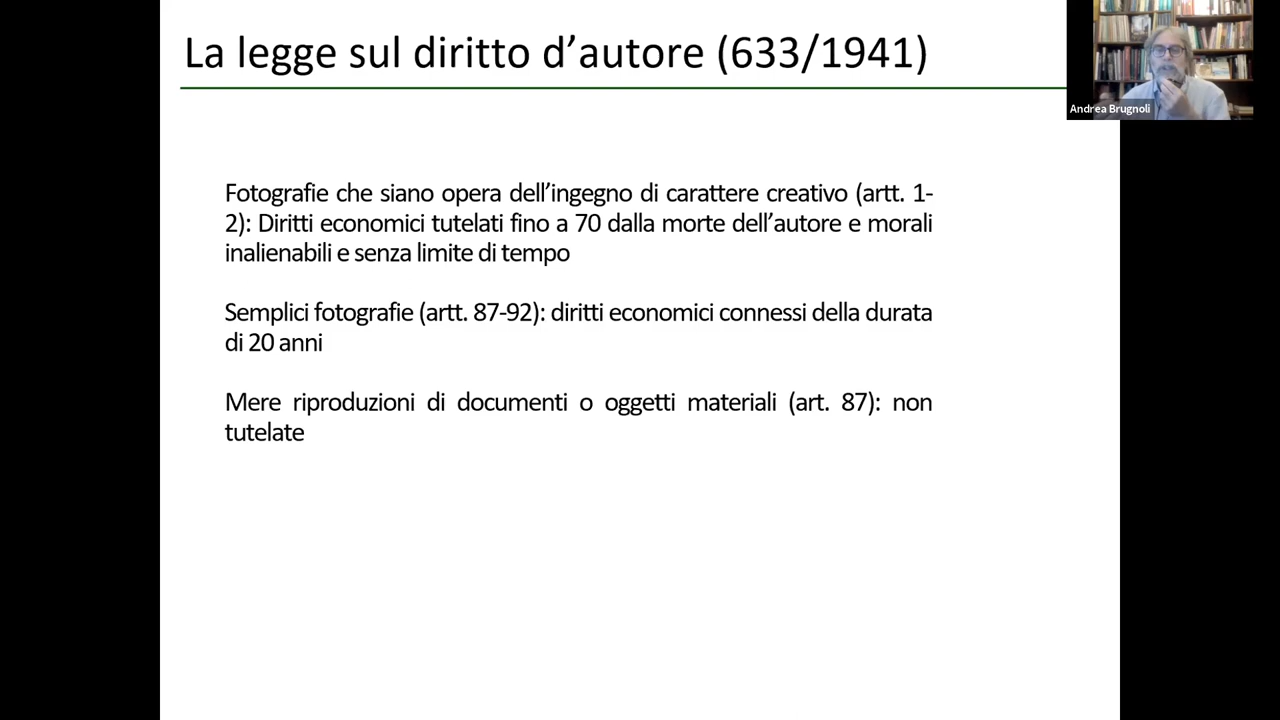 La legge sul diritto d’autore (633/1941)
Andrea Brugnoli
Fotografie che siano opera dell’ingegno di carattere creativo (artt. 1-
2): Diritti economici tutelati fino a 70 dalla morte dell’autore e morali
inalienabili e senza limite di tempo
Semplici fotografie (artt. 87-92): diritti economici connessi della durata
di 20 anni
Mere riproduzioni di documenti o oggetti materiali (art. 87): non
tutelate